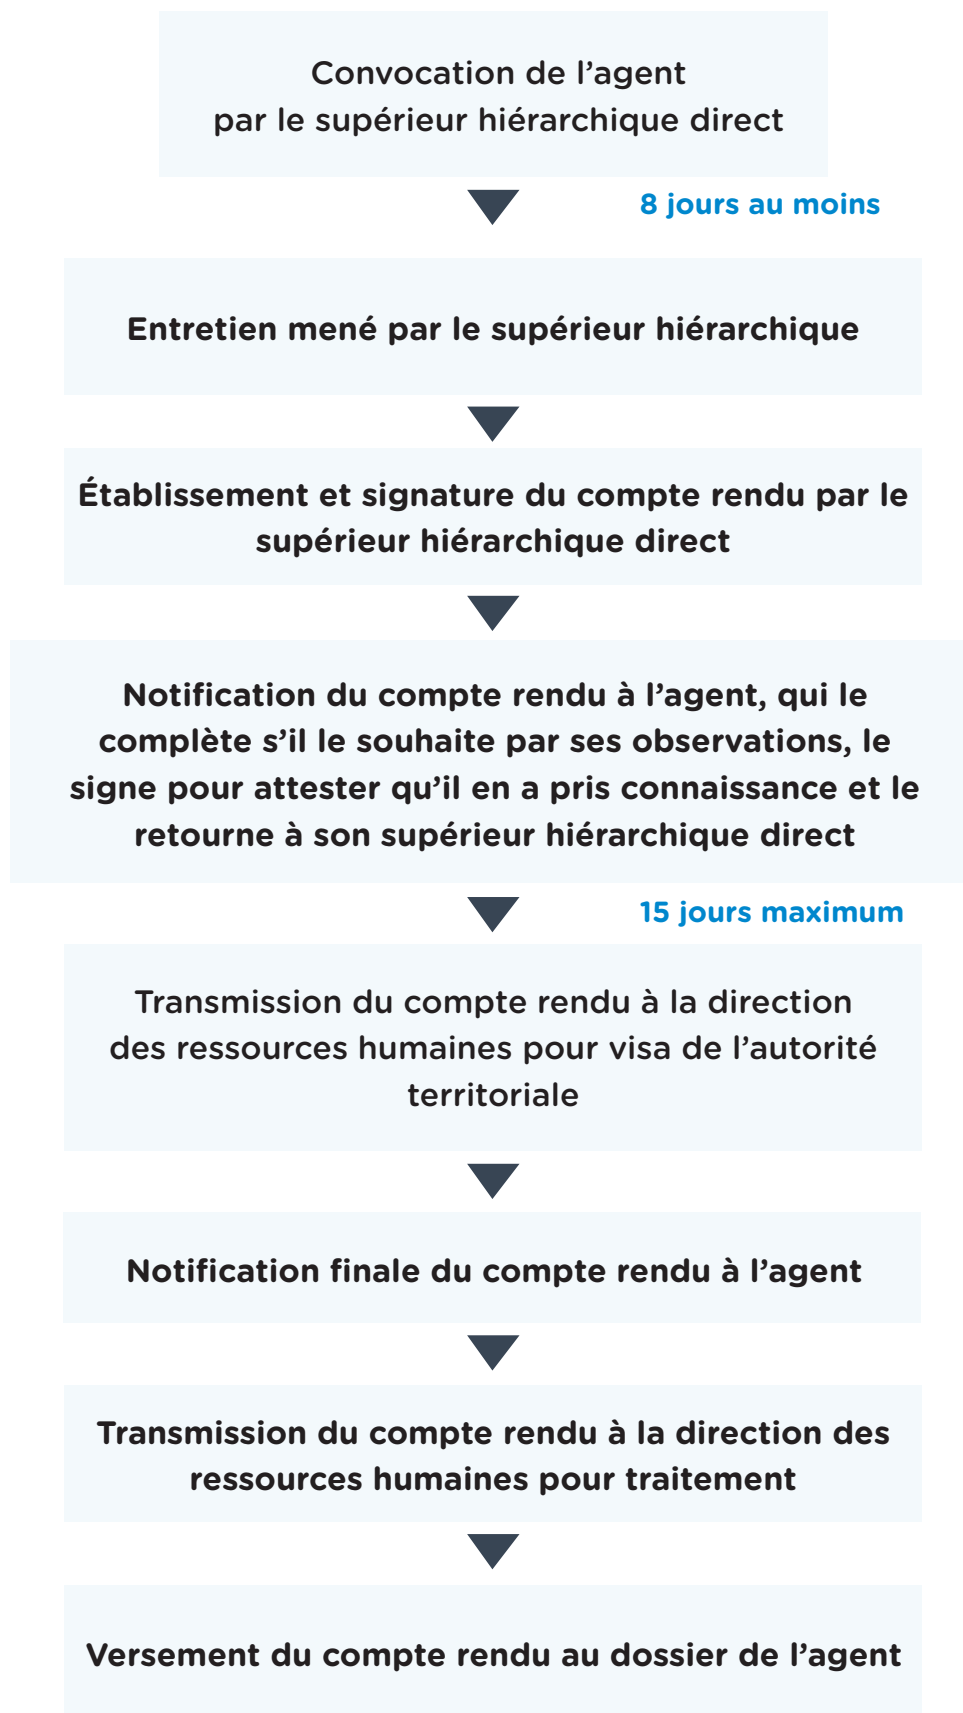 Convocation de l’agent
par le supérieur hiérarchique direct
8 jours au moins
Entretien mené par le supérieur hiérarchique
Établissement et signature du compte rendu par le
supérieur hiérarchique direct
Notification du compte rendu à l’agent, qui le
complète s’il le souhaite par ses observations, le
signe pour attester qu’il en a pris connaissance et le
retourne à son supérieur hiérarchique direct
15 jours maximum
Transmission du compte rendu à la direction
des ressources humaines pour visa de l’autorité
territoriale
Notification finale du compte rendu à l’agent
Transmission du compte rendu à la direction des
ressources humaines pour traitement
Versement du compte rendu au dossier de l’agent